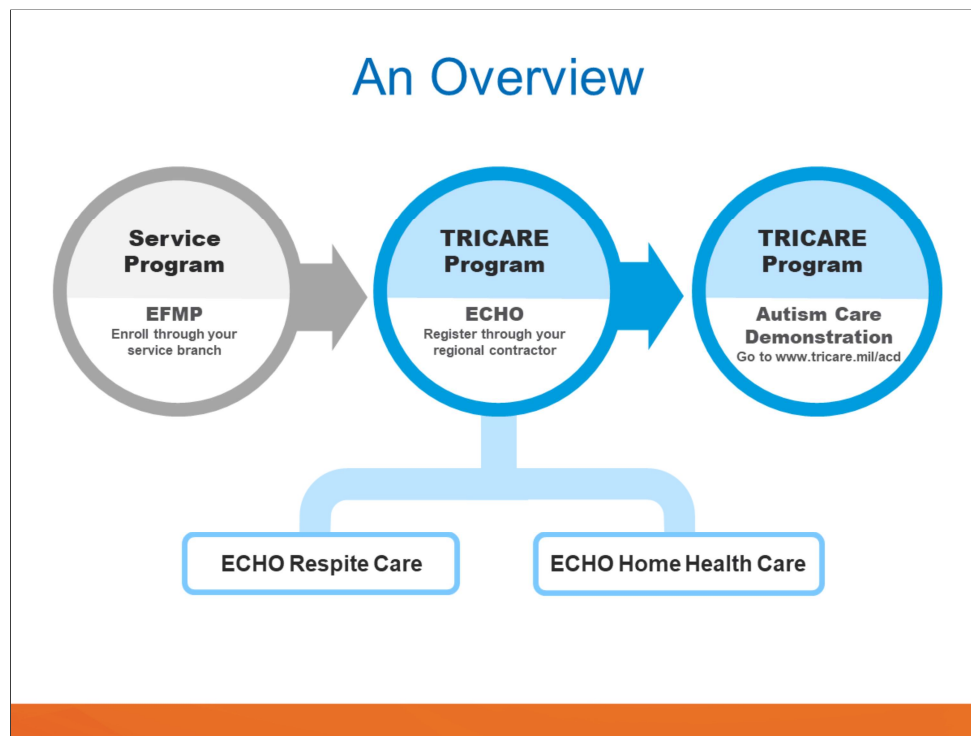 An Overview
Service
Program
EFMP
Enroll through your
service branch
TRICARE
Program
ECHO
Register through your
regional contractor
TRICARE
Program
Autism Care
Demonstration
Go to www.tricare.mil/acd
ECHO Respite Care
ECHO Home Health Care